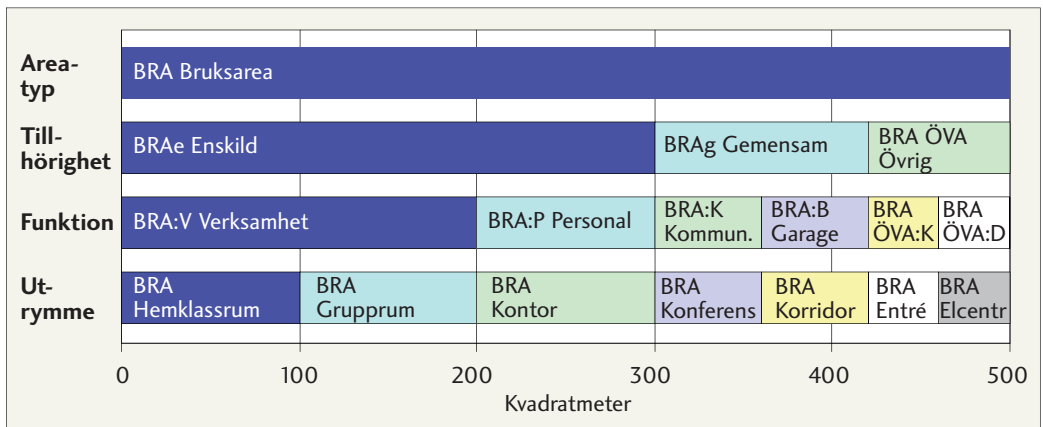 Area-
typ
BRA Bruksarea
Till-
hörighet
BRAe Enskild
BRAg Gemensam
BRA ÖVA
Övrig
Funktion
BRA:V Verksamhet
BRA:P Personal
BRA:K
Kommun.
BRA:B
Garage
BRA
ÖVA:K
BRA
ÖVA:D
Ut-
rymme
BRA
Hemklassrum
BRA
Grupprum
BRA
Kontor
BRA
Konferens
BRA
Korridor
BRA
Entré
BRA
Elcentr
0 100 200 300 400 500
Kvadratmeter